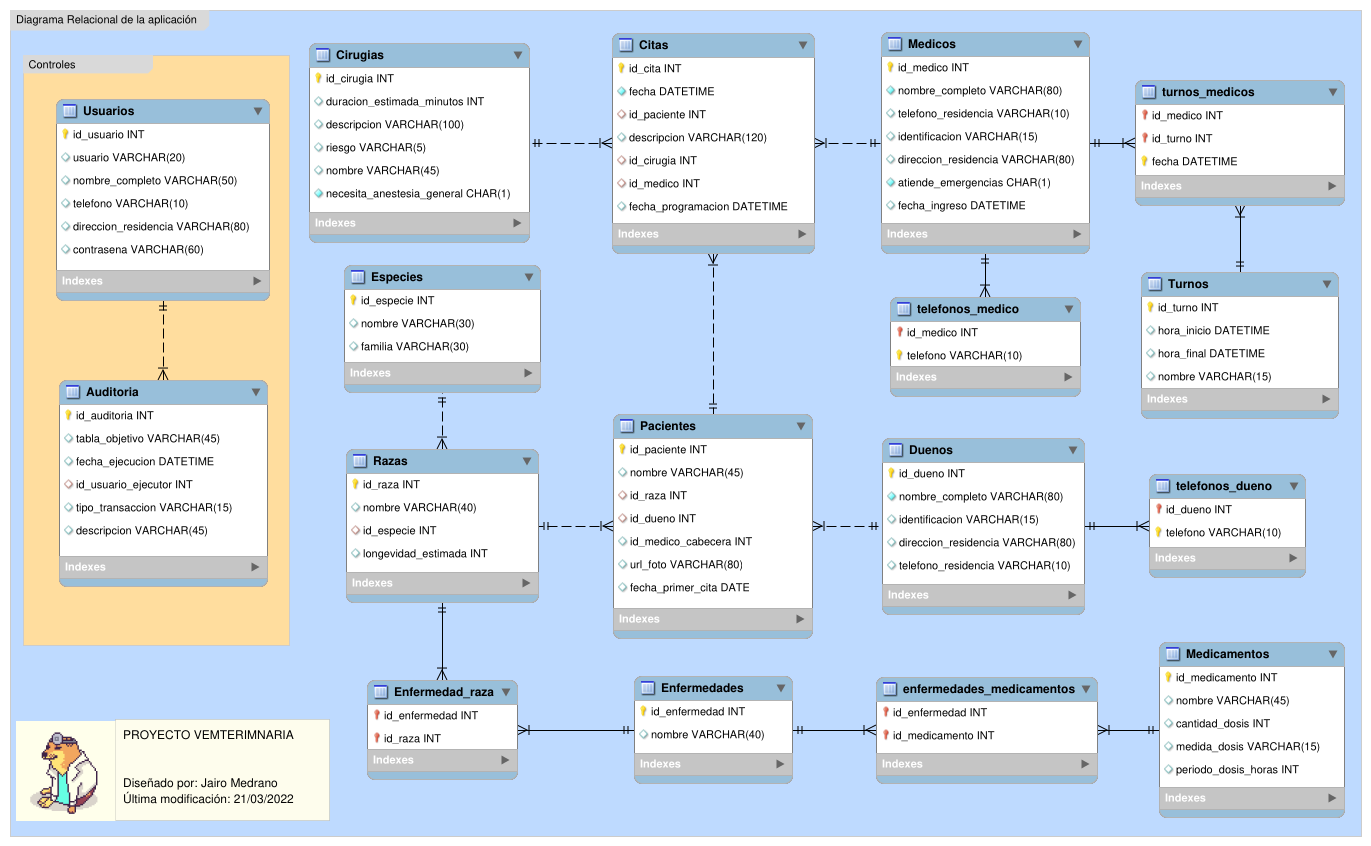 Diagrama Relacional de la aplicación
Controles
Usuarios
id_usuario INT
usuario VARCHAR(20)
nombre_completo VARCHAR(50)
telefono VARCHAR(10)
direccion_residencia VARCHAR(80)
contrasena VARCHAR(60)
Indexes
Auditoria
id_auditoria INT
tabla_objetivo VARCHAR(45)
fecha_ejecucion DATETIME
id_usuario_ejecutor INT
tipo_transaccion VARCHAR(15)
descripcion VARCHAR(45)
Indexes
Cirugias
id_cirugia INT
duracion_estimada_minutos INT
descripcion VARCHAR(100)
riesgo VARCHAR(5)
nombre VARCHAR(45)
necesita_anestesia_general CHAR(1)
Indexes
Citas
id_cita INT
fecha DATETIME
id_paciente INT
descripcion VARCHAR(120)
id_cirugia INT
id_medico INT
fecha_programacion DATETIME
Indexes
Medicos
id_medico INT
nombre_completo VARCHAR(80)
telefono_residencia VARCHAR(10)
identificacion VARCHAR(15)
direccion_residencia VARCHAR(80)
atiende_emergencias CHAR(1)
fecha_ingreso DATETIME
Indexes
turnos_medicos
id_medico INT
id_turno INT
fecha DATETIME
Indexes
Especies
id_especie INT
nombre VARCHAR(30)
familia VARCHAR(30)
Indexes
telefonos_medico
id_medico INT
telefono VARCHAR(10)
Indexes
Turnos
id_turno INT
hora_inicio DATETIME
hora_final DATETIME
nombre VARCHAR(15)
Indexes
Razas
id_raza INT
nombre VARCHAR(40)
id_especie INT
longevidad_estimada INT
Indexes
Pacientes
id_paciente INT
nombre VARCHAR(45)
id_raza INT
id_dueno INT
id_medico_cabecera INT
url_foto VARCHAR(80)
fecha_primer_cita DATE
Indexes
Duenos
id_dueno INT
nombre_completo VARCHAR(80)
identificacion VARCHAR(15)
direccion_residencia VARCHAR(80)
telefono_residencia VARCHAR(10)
Indexes
telefonos_dueno
id_dueno INT
telefono VARCHAR(10)
Indexes
Enfermedad_raza
id_enfermedad INT
id_raza INT
Indexes
Enfermedades
id_enfermedad INT
nombre VARCHAR(40)
Indexes
enfermedades_medicamentos
id_enfermedad INT
id_medicamento INT
Indexes
Medicamentos
id_medicamento INT
nombre VARCHAR(45)
cantidad_dosis INT
medida_dosis VARCHAR(15)
periodo_dosis_horas INT
Indexes
PROYECTO VEMTERIMNARIA
Diseñado por: Jairo Medrano
Última modificación: 21/03/2022